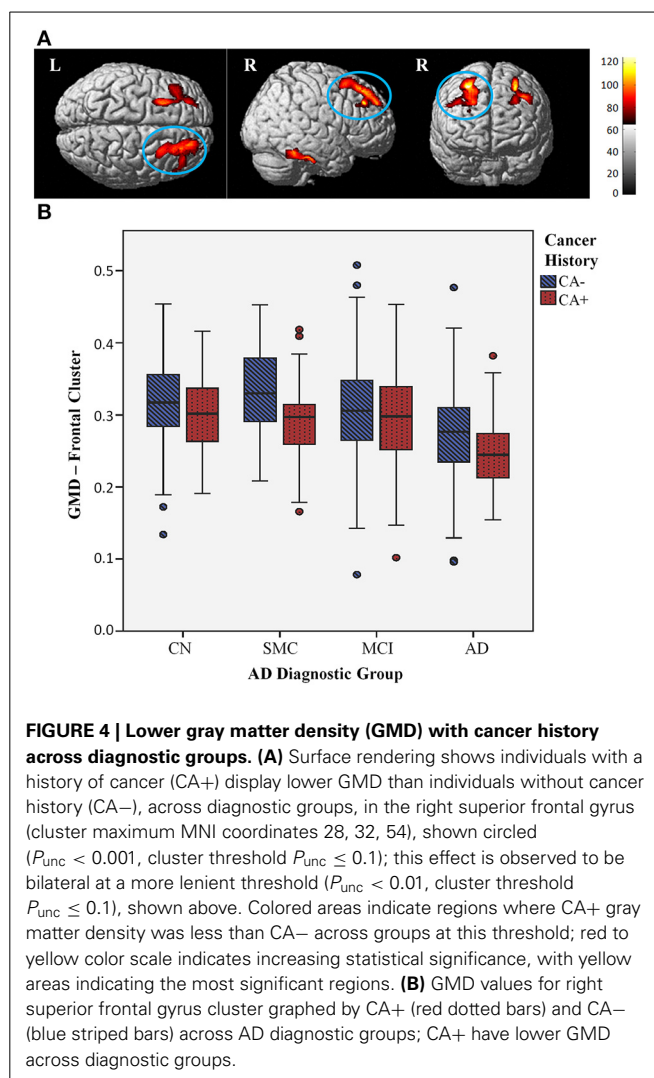 A
L
R
R
120
100
80
60
40
20
0
B
Cancer
History
CA-
CA+
0.5
0.4
0.3
0.2
0.1
0.0
GMD – Frontal Cluster
CN SMC MCI AD
AD Diagnostic Group
FIGURE 4 | Lower gray matter density (GMD) with cancer history
across diagnostic groups. (A) Surface rendering shows individuals with a
history of cancer (CA+) display lower GMD than individuals without cancer
history (CA−), across diagnostic groups, in the right superior frontal gyrus
(cluster maximum MNI coordinates 28, 32, 54), shown circled
(Punc < 0.001, cluster threshold Punc ≤ 0.1); this effect is observed to be
bilateral at a more lenient threshold (Punc < 0.01, cluster threshold
Punc ≤ 0.1), shown above. Colored areas indicate regions where CA+ gray
matter density was less than CA− across groups at this threshold; red to
yellow color scale indicates increasing statistical significance, with yellow
areas indicating the most significant regions. (B) GMD values for right
superior frontal gyrus cluster graphed by CA+ (red dotted bars) and CA−
(blue striped bars) across AD diagnostic groups; CA+ have lower GMD
across diagnostic groups.